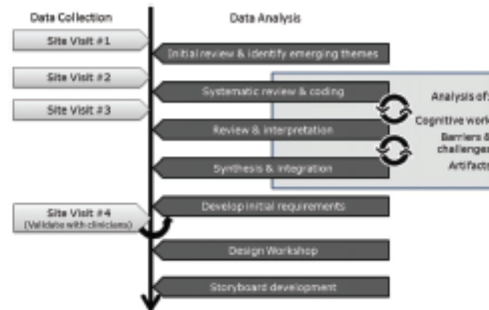 Data Collection
Data Analysis
Site Visit #1
Initial review & identify emerging themes
Site Visit #2
Systematic review & coding
Site Visit #3
Review & interpretation
Synthesis & integration
Analysis of:
Cognitive work
Barriers &
challenges
Artifacts
Develop initial requirements
Site Visit #4
(Validate with clinicians)
Design Workshop
Storyboard development